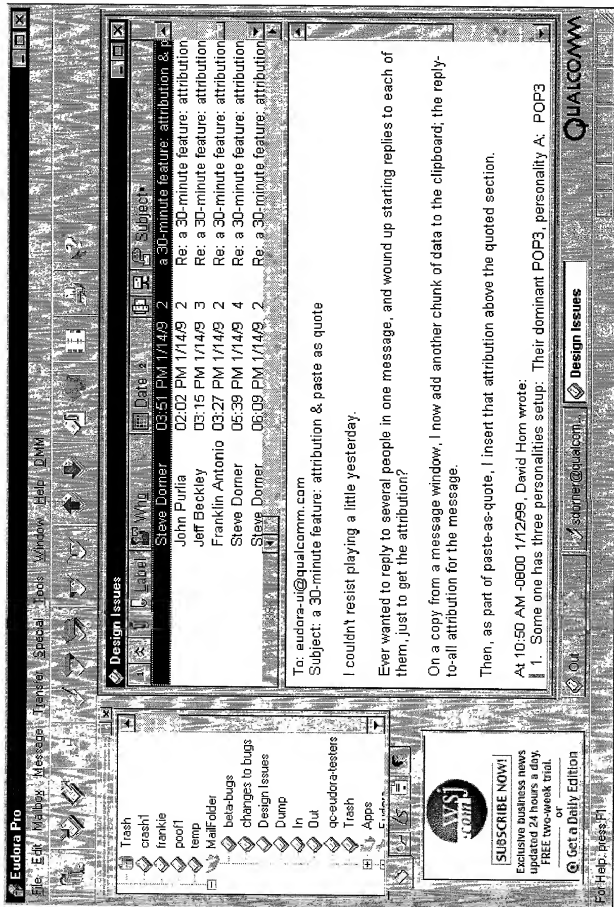 Eudora Pro
File Edit Mailbox Message Transfer Special Tools Window Help DMM
Trash
crash1
frankie
poof1
temp
MailFolder
beta-bugs
changes to bugs
Design Issues
Dump
In
Out
qc-eudora-testers
Trash
Apps
Eudora
wsj
.com
SUBSCRIBE NOW!
Exclusive business news
updated 24 hours a day.
FREE two-week trial.
or
Get a Daily Edition
Design Issues
Label Who Date Subject
Steve Dorner 03:51 PM 1/14/9 2 a 30-minute feature: attribution & p
John Purlia 02:02 PM 1/14/9 2 Re: a 30-minute feature: attribution
Jeff Beckley 03:15 PM 1/14/9 3 Re: a 30-minute feature: attribution
Franklin Antonio 03:27 PM 1/14/9 2 Re: a 30-minute feature: attribution
Steve Dorner 05:39 PM 1/14/9 4 Re: a 30-minute feature: attribution
Steve Dorner 06:09 PM 1/14/9 2 Re: a 30-minute feature: attribution
To: eudora-ui@qualcomm.com
Subject: a 30-minute feature: attribution & paste as quote
I couldn't resist playing a little yesterday.
Ever wanted to reply to several people in one message, and wound up starting replies to each of
them, just to get the attribution?
On a copy from a message window, I now add another chunk of data to the clipboard; the reply-
to-all attribution for the message.
Then, as part of paste-as-quote, I insert that attribution above the quoted section.
At 10:50 AM -0800 1/12/99, David Horn wrote:
1. Some one has three personalities setup: Their dominant POP3, personality A; POP3
Out
sdorner@qualcom
Design Issues
QUALCOMM
For Help, press F1